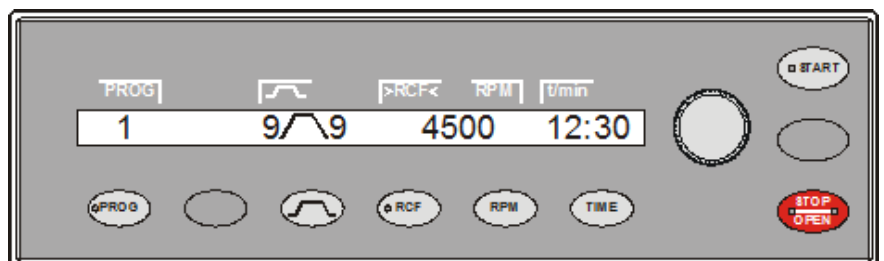 START
PROG >RCF< RPM t/min
1 9 9 4500 12:30
PROG RCF RPM TIME
STOP
OPEN